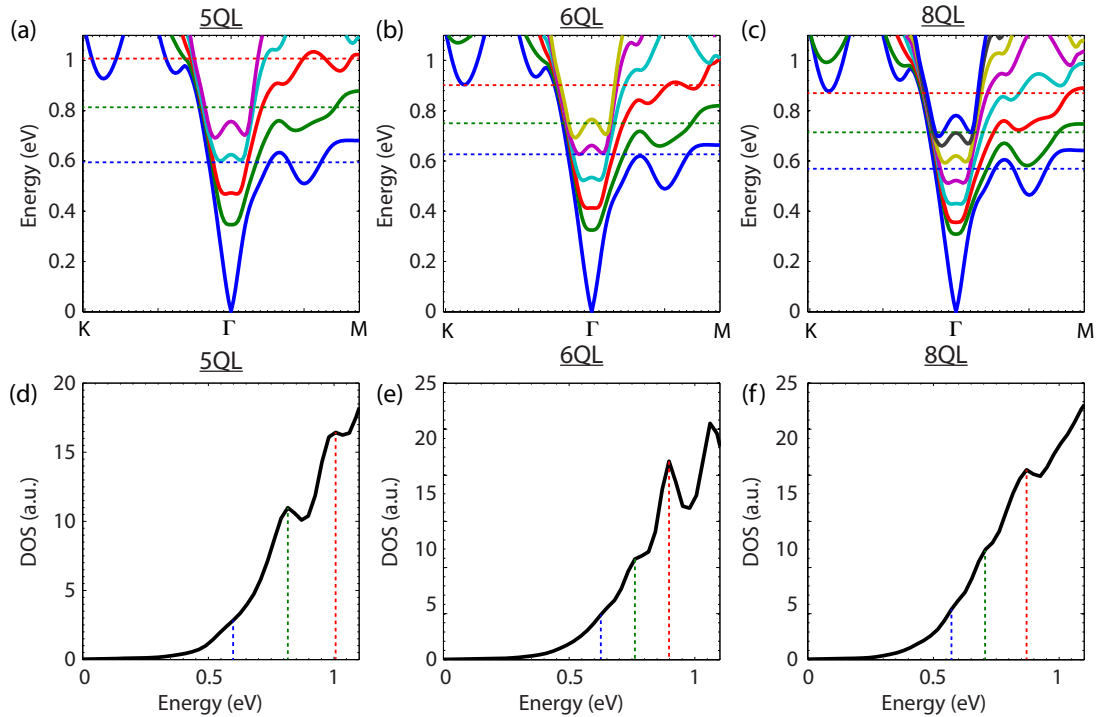 5QL
6QL
8QL
(a)
(b)
(c)
Energy (eV)
1
0.8
0.6
0.4
0.2
0
K
Γ
M
Energy (eV)
1
0.8
0.6
0.4
0.2
0
K
Γ
M
Energy (eV)
1
0.8
0.6
0.4
0.2
0
K
Γ
M
5QL
6QL
8QL
(d)
(e)
(f)
DOS (a.u.)
20
15
10
5
0
0
0.5
1
Energy (eV)
DOS (a.u.)
25
20
15
10
5
0
0
0.5
1
Energy (eV)
DOS (a.u.)
25
20
15
10
5
0
0
0.5
1
Energy (eV)